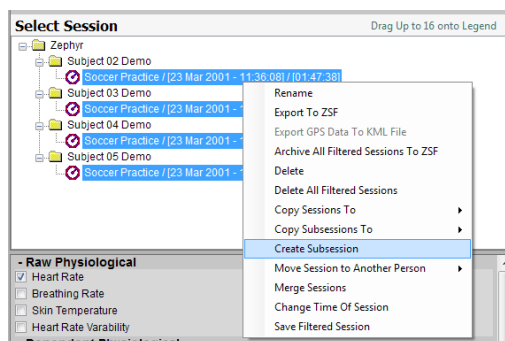 Select Session
Drag Up to 16 onto Legend
Zephyr
Subject 02 Demo
Soccer Practice / [23 Mar 2001 - 11:36:08] / [01:47:38]
Subject 03 Demo
Soccer Practice / [23 Mar 2001 - 1
Subject 04 Demo
Soccer Practice / [23 Mar 2001 - 1
Subject 05 Demo
Soccer Practice / [23 Mar 2001 - 1
Rename
Export To ZSF
Export GPS Data To KML File
Archive All Filtered Sessions To ZSF
Delete
Delete All Filtered Sessions
Copy Sessions To
Copy Subsessions To
Create Subsession
Move Session to Another Person
Merge Sessions
Change Time Of Session
Save Filtered Session
- Raw Physiological
Heart Rate
Breathing Rate
Skin Temperature
Heart Rate Varability